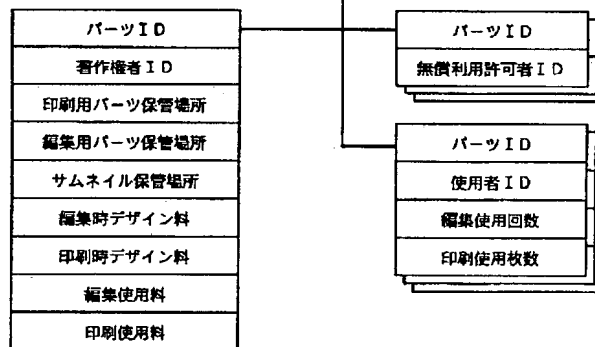 パーツID
著作権者ID
印刷用パーツ保管場所
編集用パーツ保管場所
サムネイル保管場所
編集時デザイン料
印刷時デザイン料
編集使用料
印刷使用料
パーツID
無償利用許可者ID
パーツID
使用者ID
編集使用回数
印刷使用枚数